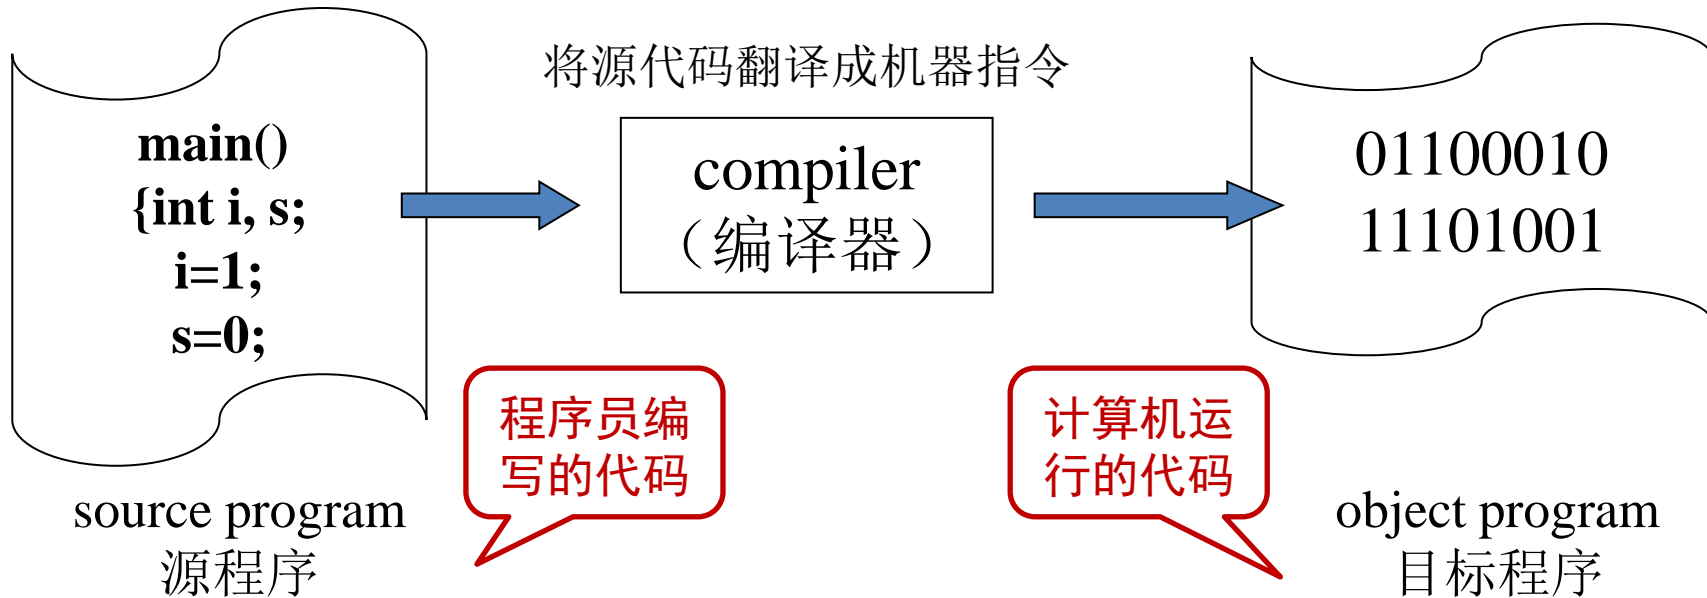 将源代码翻译成机器指令
main()
{int i, s;
i=1;
s=0;
compiler
（编译器）
01100010
11101001
程序员编
写的代码
计算机运
行的代码
source program
源程序
object program
目标程序